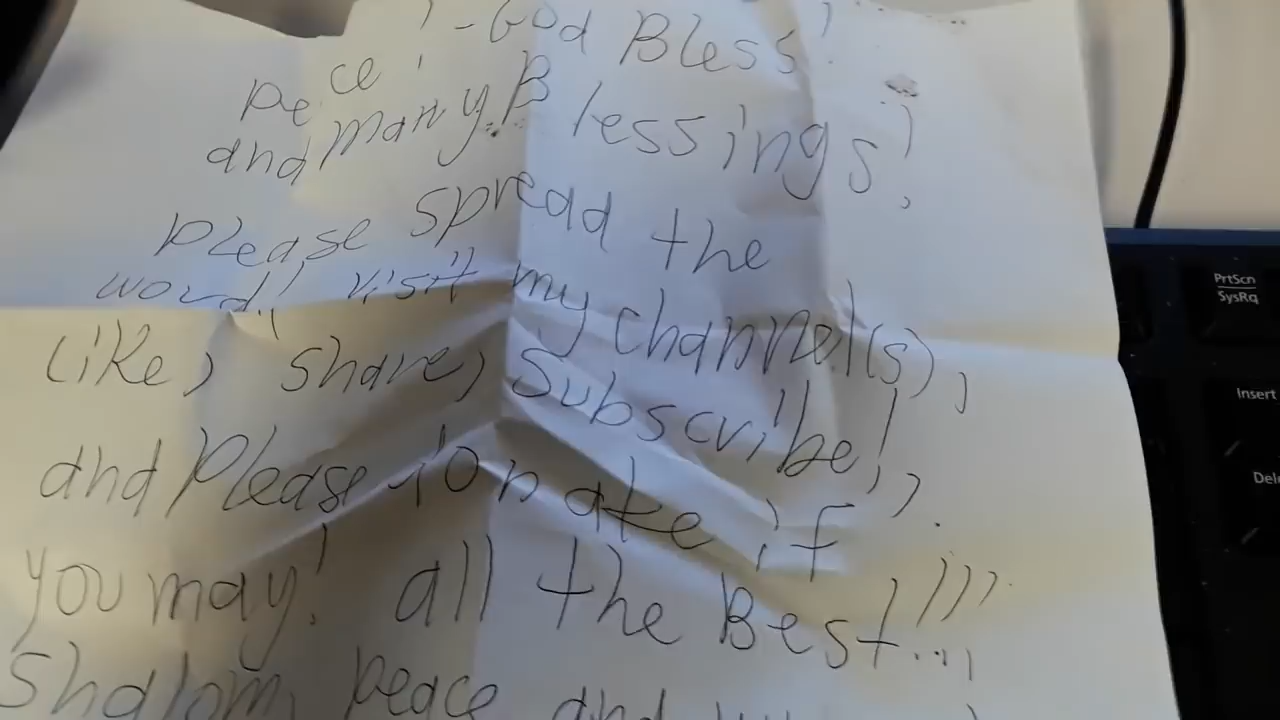 ! - God Bless!
Peace!
and many Blessings!
Please spread the
word! visit my channel(s),
like, share, Subscribe!,
and Please donate if
you may! all the Best...!!!
Shalom, peace and
PrtScn
SysRq
Insert